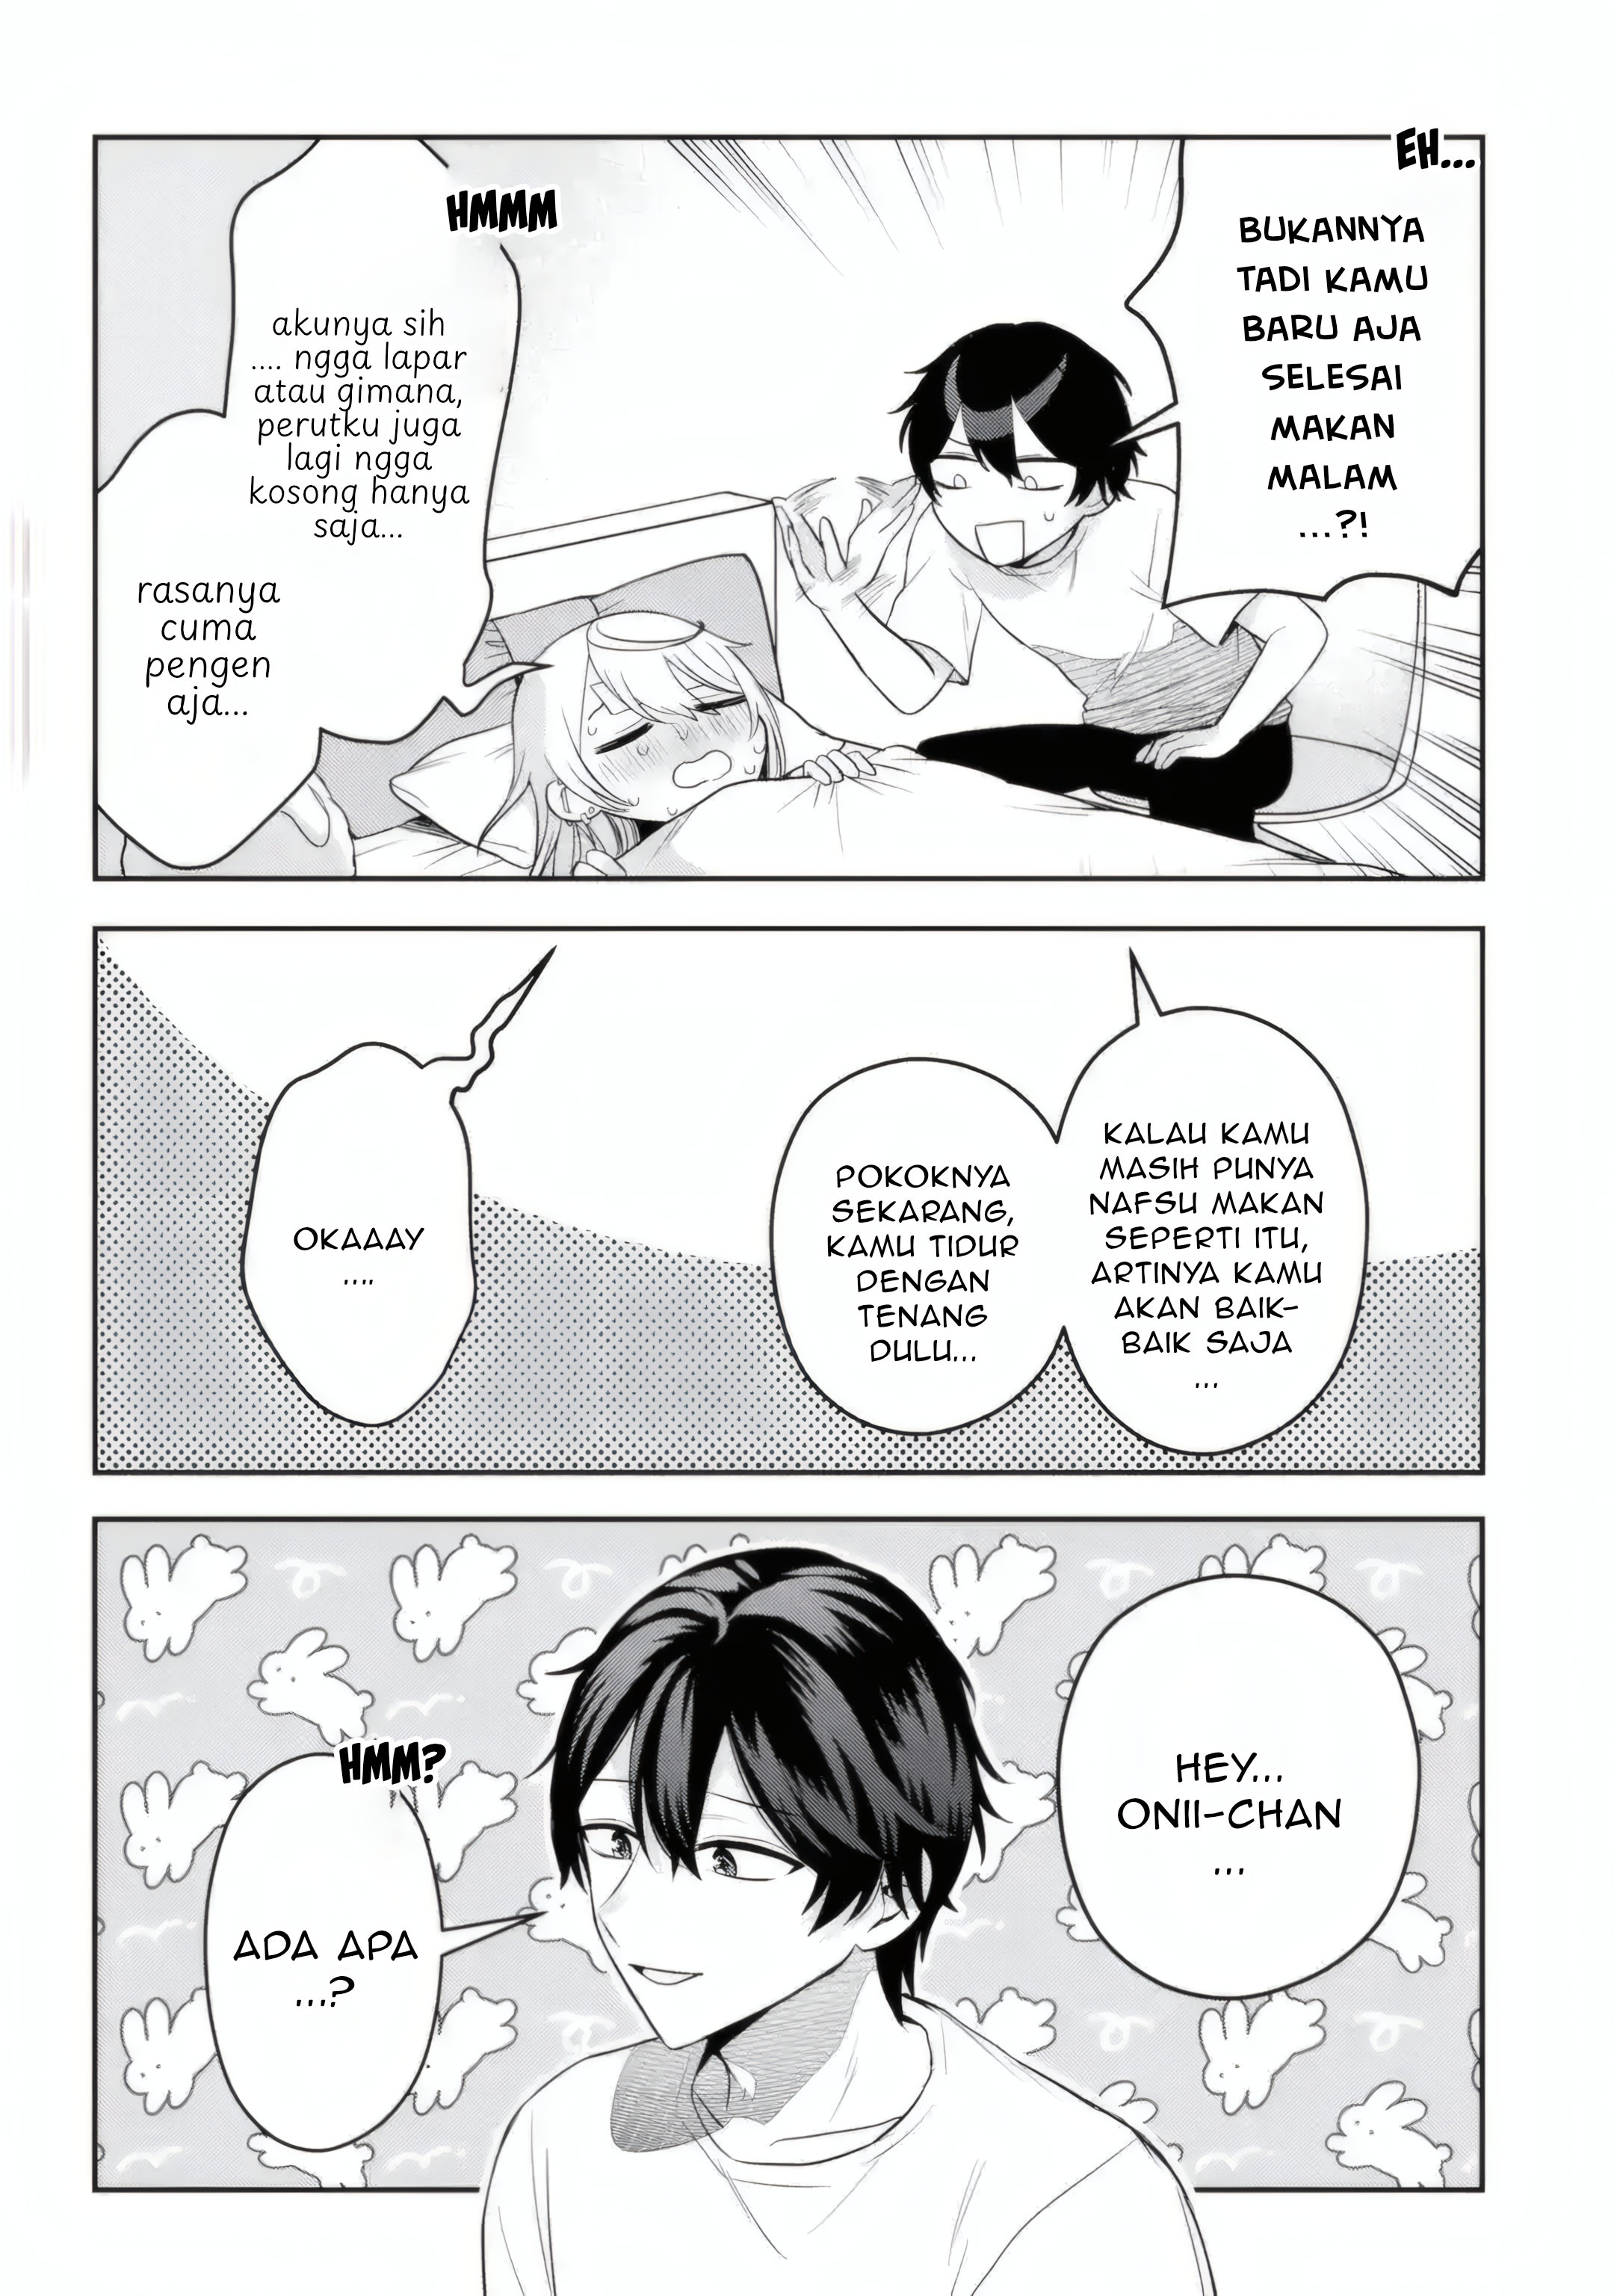 EH...
BUKANNYA
TADI KAMU
BARU AJA
SELESAI
MAKAN
MALAM
...?!
HMMM
akunya sih
.... ngga lapar
atau gimana,
perutku juga
lagi ngga
kosong hanya
saja...
rasanya
cuma
pengen
aja...
KALAU KAMU
MASIH PUNYA
NAFSU MAKAN
SEPERTI ITU,
ARTINYA KAMU
AKAN BAIK-
BAIK SAJA
...
POKOKNYA
SEKARANG,
KAMU TIDUR
DENGAN
TENANG
DULU...
OKAAAY
....
HEY...
ONII-CHAN
...
HMM?
ADA APA
...?